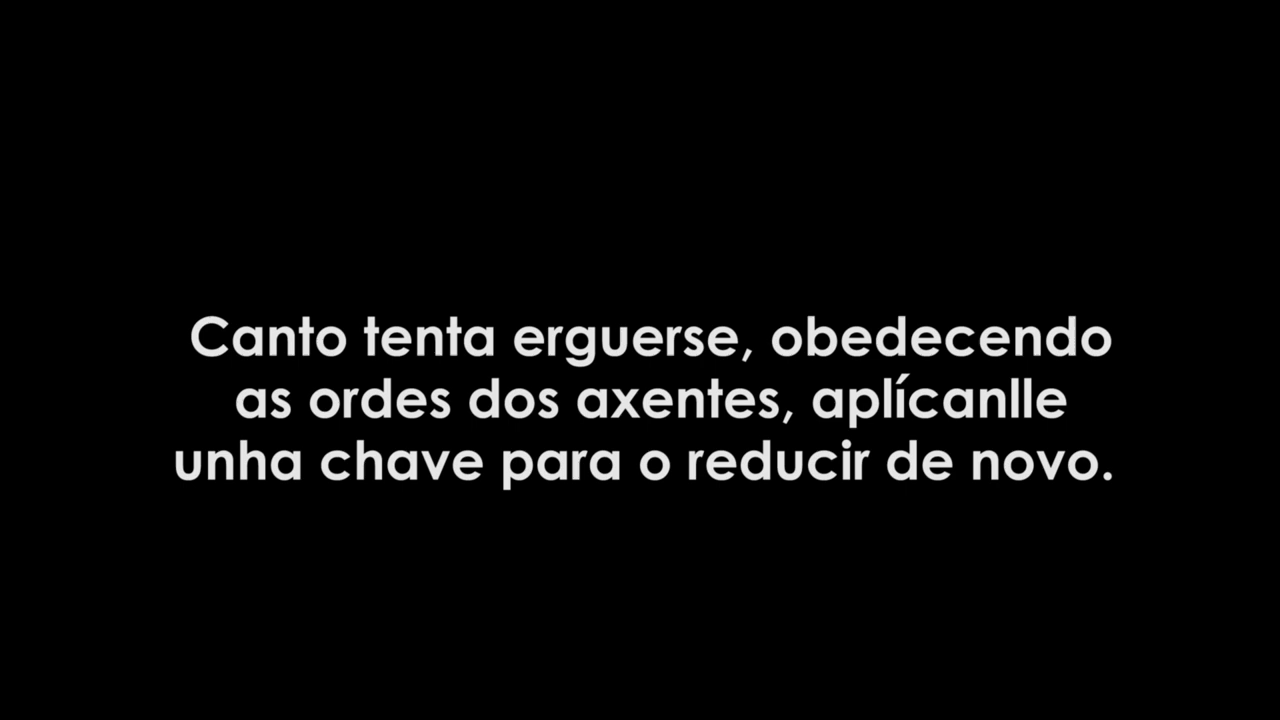 Canto tenta erguerse, obedecendo
as ordes dos axentes, aplícanlle
unha chave para o reducir de novo.